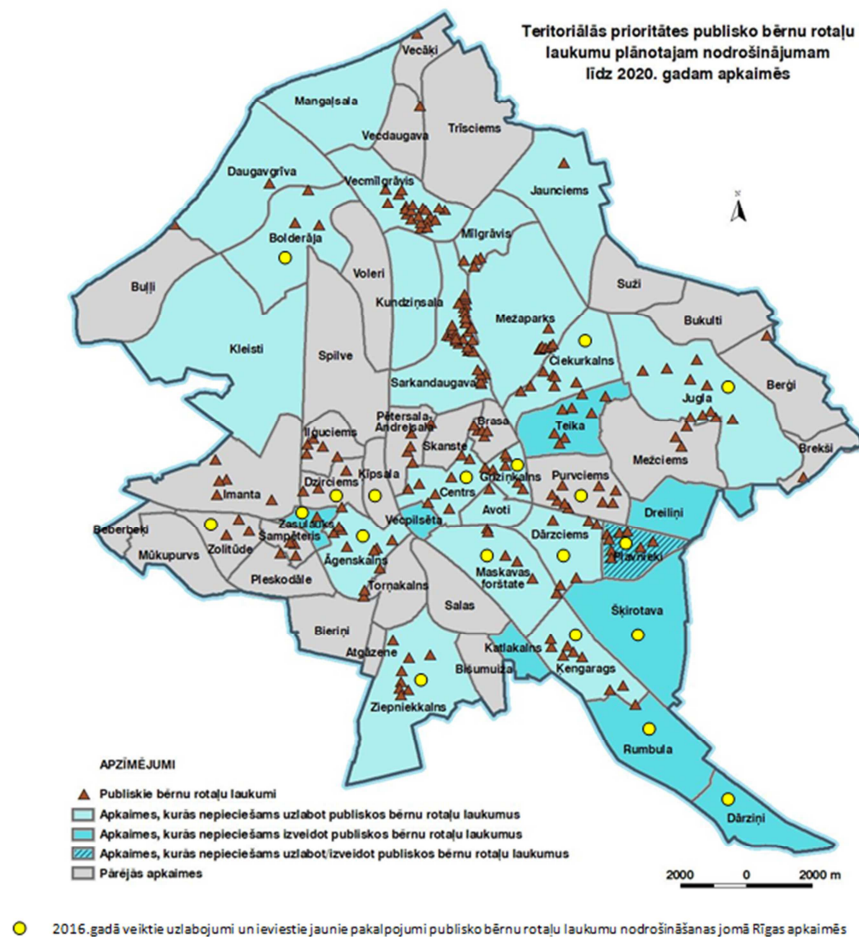 Teritoriālās prioritātes publisko bērnu rotaļu
laukumu plānotajam nodrošinājumam
līdz 2020. gadam apkaimēs
Vecāķi
Mangaļsala
Vecdaugava
Trīsciems
Daugavgrīva
Vecmīlgrāvis
Jaunciems
Bolderāja
Mīlgrāvis
Voleri
Buļļi
Kundziņsala
Suži
Mežaparks
Bukulti
Kleisti
Spilve
Čiekurkalns
Sarkandaugava
Jugla
Berģi
Pētersala-
Andrejsala
Brasa
Teika
Iļģuciems
Skanste
Mežciems
Brekši
Dzirciems
Ķīpsala
Grīziņkalns
Purvciems
Imanta
Centrs
Avoti
Dreiliņi
Beberbeķi
Zasulauks
Vecpilsēta
Dārzciems
Mūkupurvs
Zolitūde
Šampēteris
Āgenskalns
Pļavnieki
Pleskodāle
Maskavas
forštate
Torņakalns
Salas
Šķirotava
Bieriņi
Atgāzene
Katlakalns
Bišumuiža
Ķengarags
Ziepniekkalns
Rumbula
Dārziņi
APZĪMĒJUMI
Publiskie bērnu rotaļu laukumi
Apkaimes, kurās nepieciešams uzlabot publiskos bērnu rotaļu laukumus
Apkaimes, kurās nepieciešams izveidot publiskos bērnu rotaļu laukumus
Apkaimes, kurās nepieciešams uzlabot/izveidot publiskos bērnu rotaļu laukumus
Pārējās apkaimes
2000 0 2000 m
2016.gadā veiktie uzlabojumi un ieviestie jaunie pakalpojumi publisko bērnu rotaļu laukumu nodrošināšanas jomā Rīgas apkaimēs